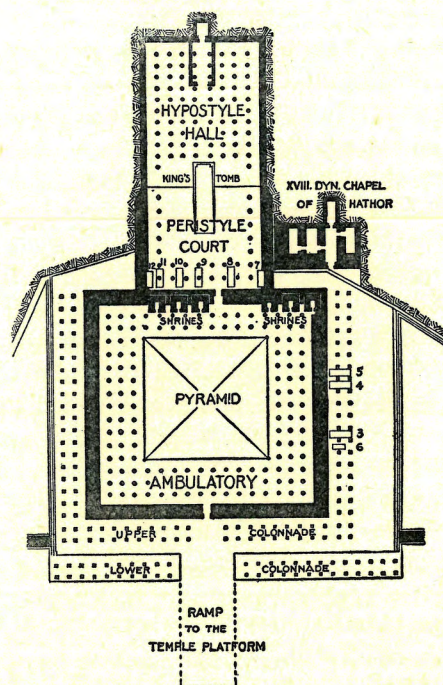 HYPOSTYLE
HALL
KING'S TOMB
XVIII. DYN. CHAPEL
OF HATHOR
PERISTYLE
COURT
12 11 10 9 8 7
SHRINES SHRINES
5
4
PYRAMID
3
6
AMBULATORY
UPPER COLONNADE
LOWER COLONNADE
RAMP
TO THE
TEMPLE PLATFORM